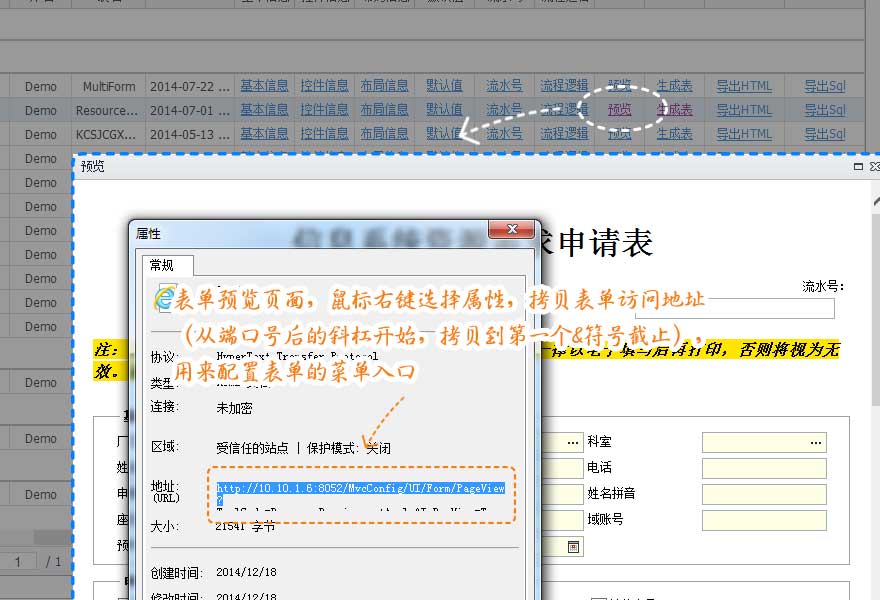 Demo MultiForm 2014-07-22 ... 基本信息 控件信息 布局信息 默认值 流水号 流程逻辑 预览 生成表 导出HTML 导出Sql
Demo Resource... 2014-07-01 ... 基本信息 控件信息 布局信息 默认值 流水号 流程逻辑 预览 生成表 导出HTML 导出Sql
Demo KCSJCGX... 2014-05-13 ... 基本信息 控件信息 布局信息 默认值 流水号 流程逻辑 预览 生成表 导出HTML 导出Sql
Demo
Demo
Demo
Demo
Demo
Demo
Demo
Demo
Demo
Demo
Demo
Demo
1 / 1
预览
求申请表
流水号:
注:
打印，否则将视为无
效。
科室
电话
姓名拼音
域账号
属性
常规
表单预览页面，鼠标右键选择属性，拷贝表单访问地址
（从端口号后的斜杠开始，拷贝到第一个&符号截止），
用来配置表单的菜单入口
协议: HyperText Transfer Protocol
类型:
连接: 未加密
区域: 受信任的站点 | 保护模式: 关闭
地址: http://10.10.1.6:8052/MvcConfig/UI/Form/PageView
(URL) ?
大小: 21541 字节
创建时间: 2014/12/18
修改时间: 2014/12/18